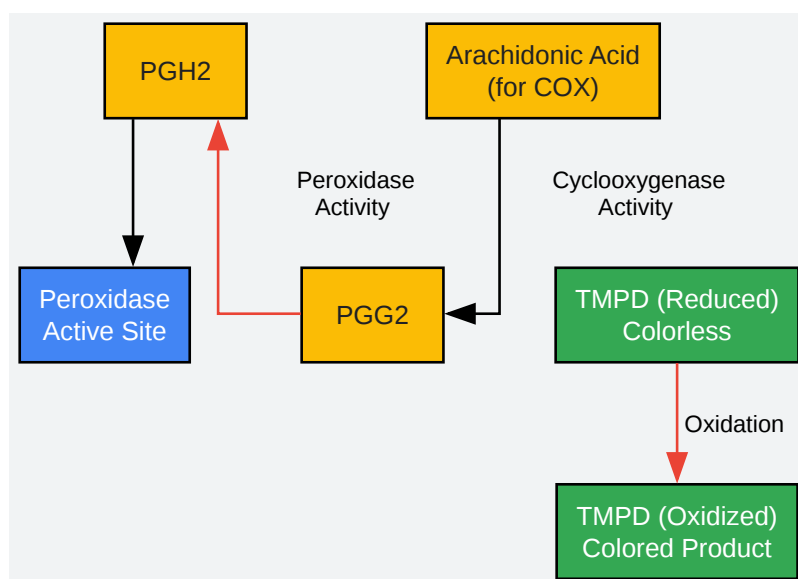 PGH2
Arachidonic Acid
(for COX)
Peroxidase
Activity
Cyclooxygenase
Activity
Peroxidase
Active Site
PGG2
TMPD (Reduced)
Colorless
Oxidation
TMPD (Oxidized)
Colored Product